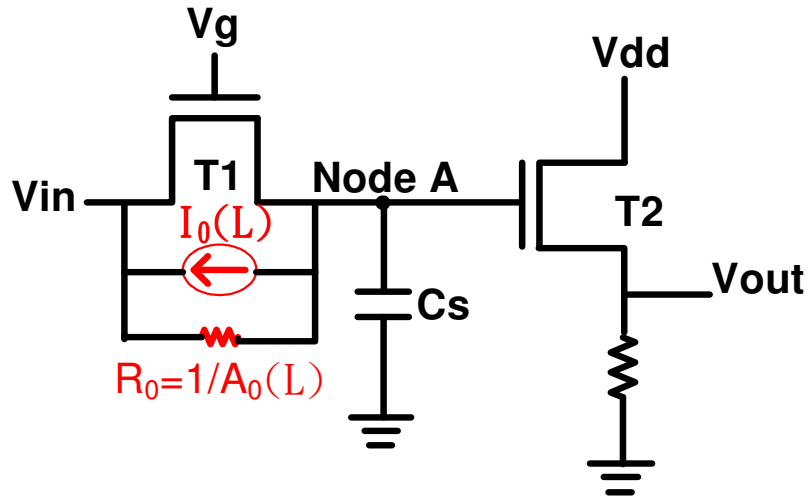 Vg
Vdd
T1
Node A
Vin
T2
I₀(L)
Vout
Cs
R₀=1/A₀(L)